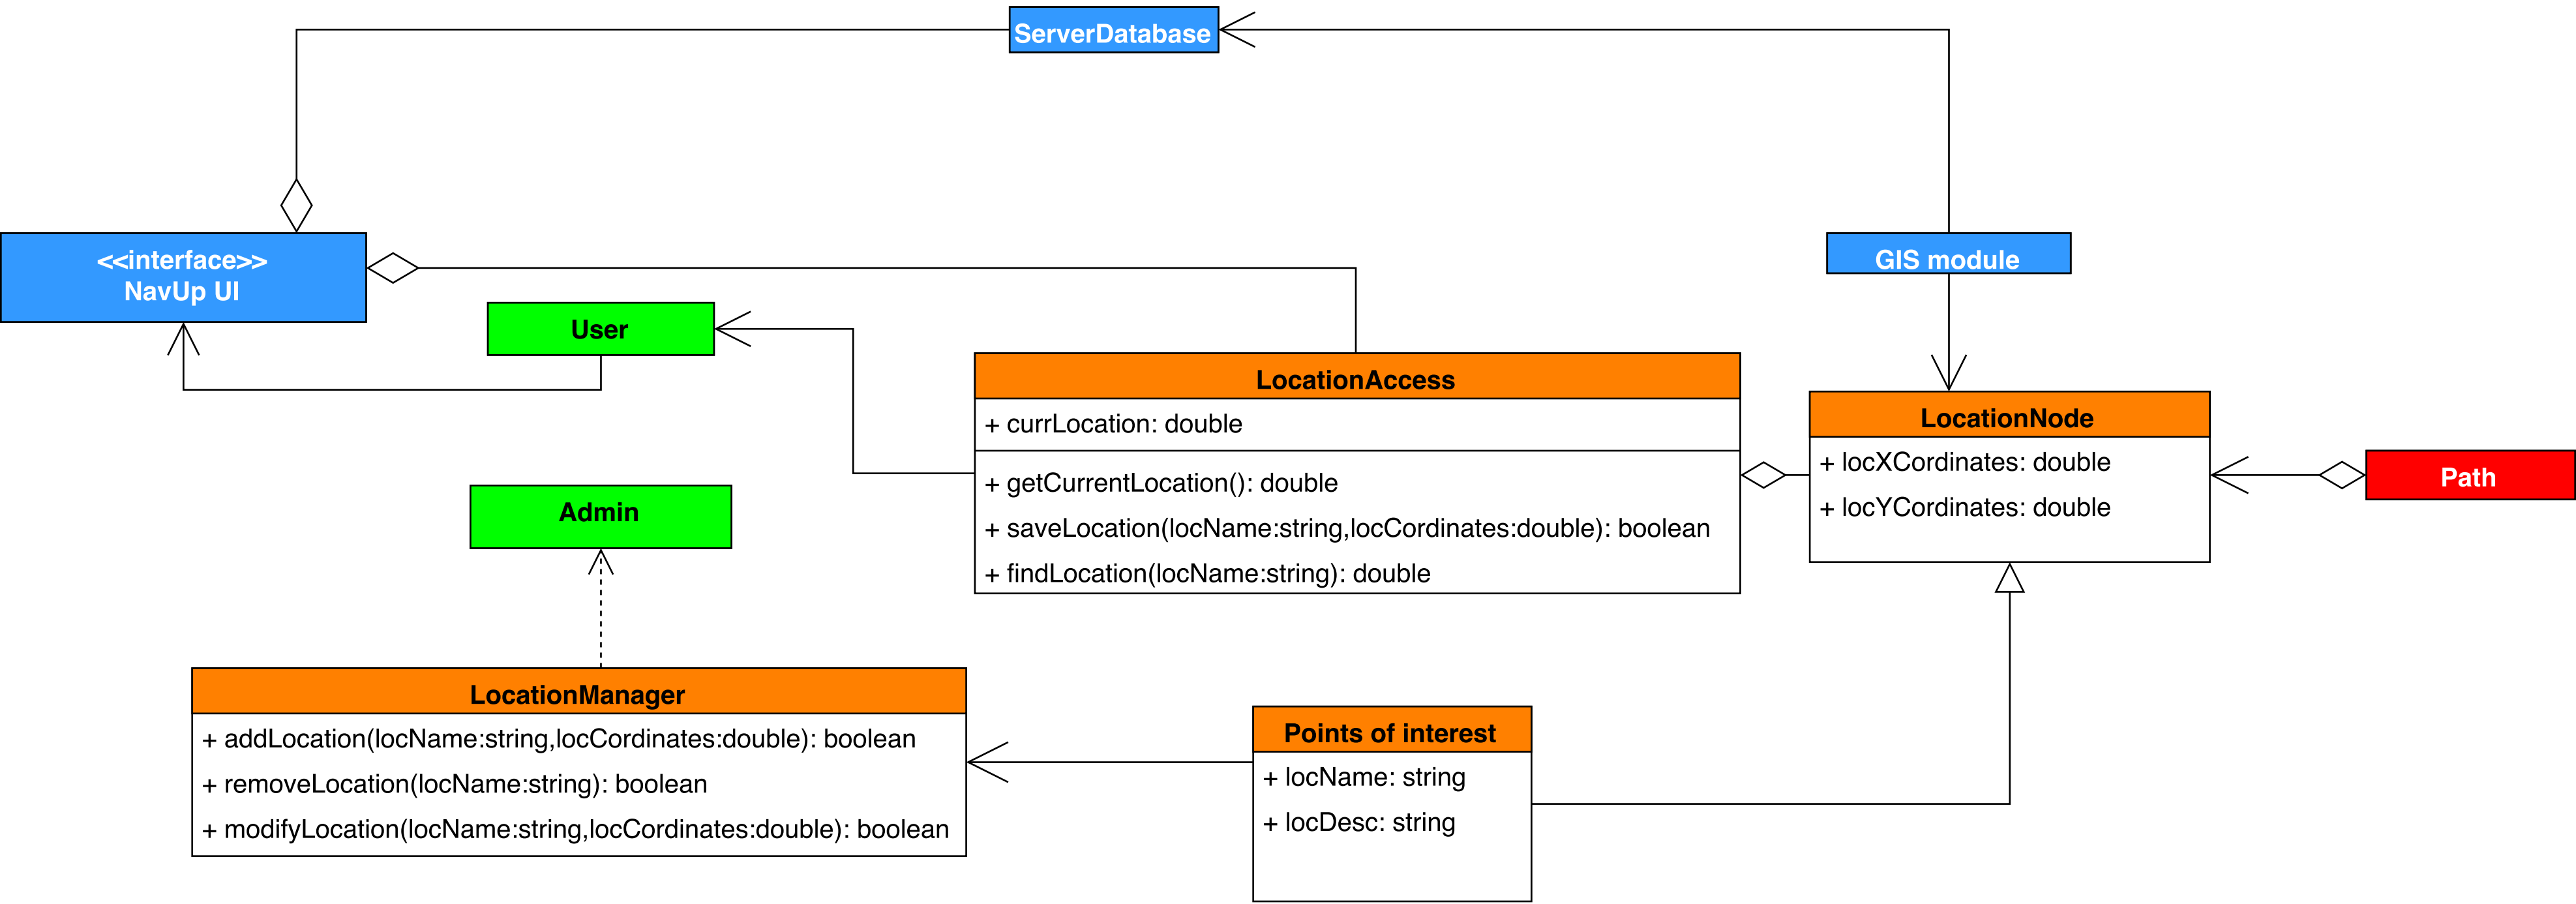 ServerDatabase
<<interface>>
NavUp UI
GIS module
User
LocationAccess
+ currLocation: double
+ getCurrentLocation(): double
+ saveLocation(locName:string,locCordinates:double): boolean
+ findLocation(locName:string): double
LocationNode
+ locXCordinates: double
+ locYCordinates: double
Path
Admin
LocationManager
+ addLocation(locName:string,locCordinates:double): boolean
+ removeLocation(locName:string): boolean
+ modifyLocation(locName:string,locCordinates:double): boolean
Points of interest
+ locName: string
+ locDesc: string